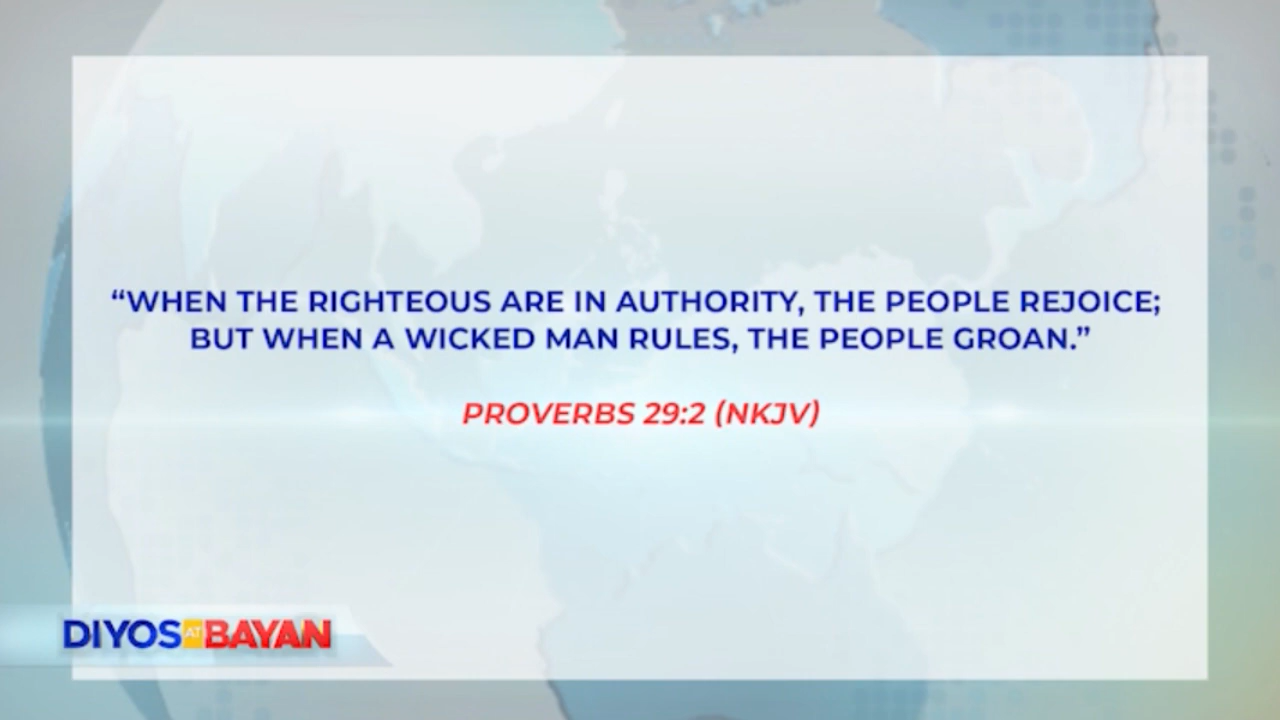 “WHEN THE RIGHTEOUS ARE IN AUTHORITY, THE PEOPLE REJOICE;
BUT WHEN A WICKED MAN RULES, THE PEOPLE GROAN.”
PROVERBS 29:2 (NKJV)
DIYOS AT BAYAN